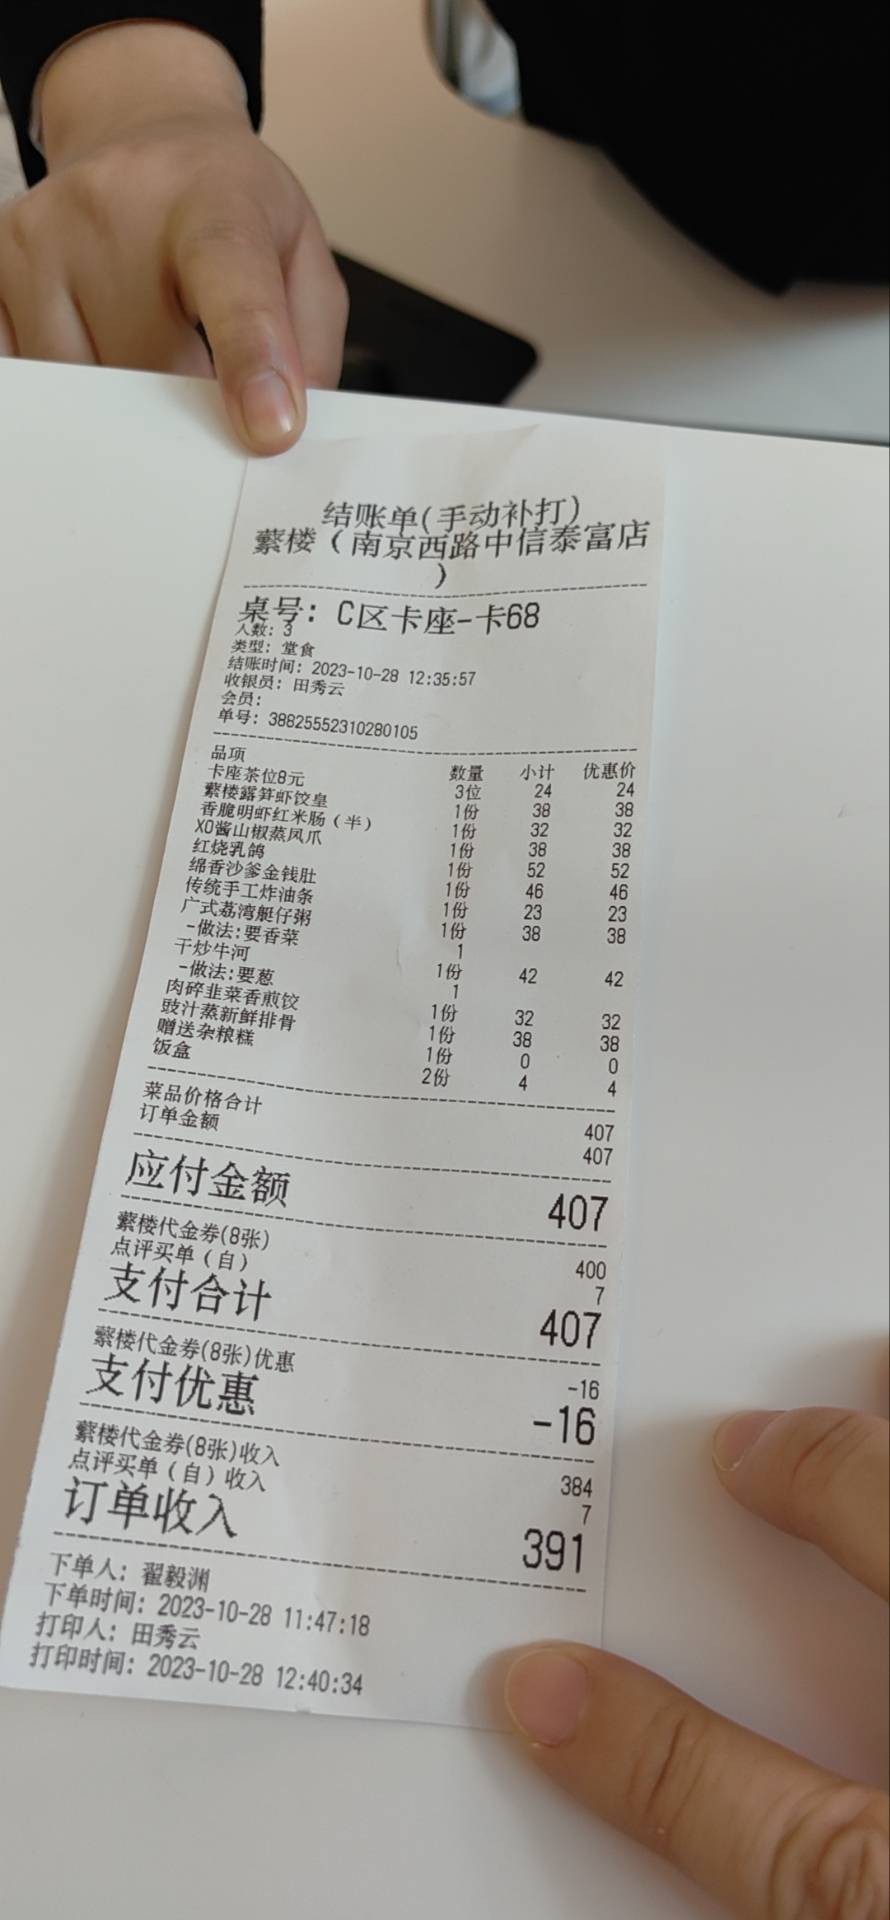 结账单(手动补打)
蘩楼（南京西路中信泰富店
）
桌号: C区卡座-卡68
人数: 3
类型: 堂食
结账时间: 2023-10-28 12:35:57
收银员: 田秀云
会员:
单号: 38825552310280105
品项 数量 小计 优惠价
卡座茶位8元 3位 24 24
蘩楼露笋虾饺皇 1份 38 38
香脆明虾红米肠（半） 1份 32 32
XO酱山椒蒸凤爪 1份 38 38
红烧乳鸽 1份 52 52
绵香沙爹金钱肚 1份 46 46
传统手工炸油条 1份 23 23
广式荔湾艇仔粥 1份 38 38
-做法:要香菜 1
干炒牛河 1份 42 42
-做法:要葱 1
肉碎韭菜香煎饺 1份 32 32
豉汁蒸新鲜排骨 1份 38 38
赠送杂粮糕 1份 0 0
饭盒 2份 4 4
菜品价格合计 407
订单金额 407
应付金额 407
蘩楼代金券(8张) 400
点评买单（自） 7
支付合计 407
蘩楼代金券(8张)优惠 -16
支付优惠 -16
蘩楼代金券(8张)收入 384
点评买单（自）收入 7
订单收入 391
下单人: 翟毅渊
下单时间: 2023-10-28 11:47:18
打印人: 田秀云
打印时间: 2023-10-28 12:40:34